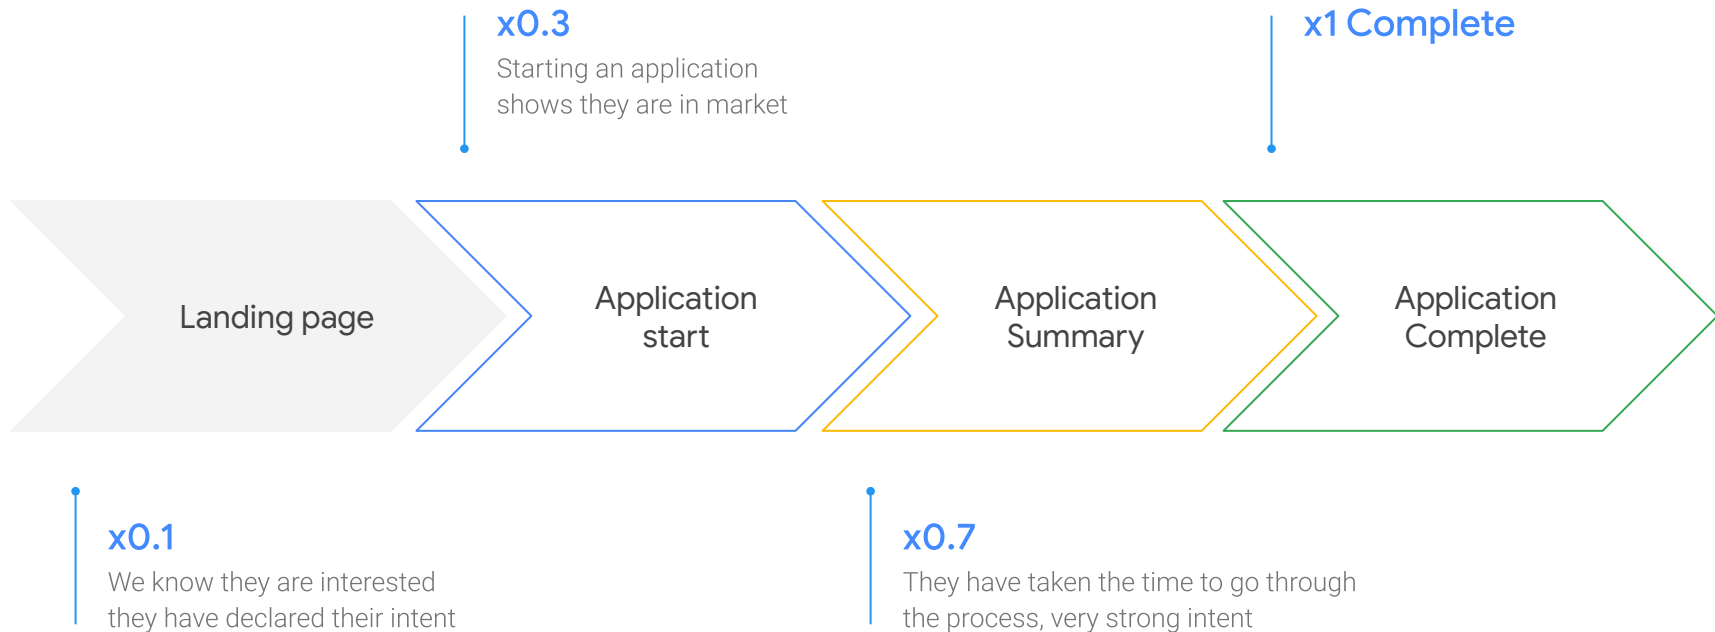 x0.3
Starting an application
shows they are in market
x1 Complete
Landing page
Application
start
Application
Summary
Application
Complete
x0.1
We know they are interested
they have declared their intent
x0.7
They have taken the time to go through
the process, very strong intent